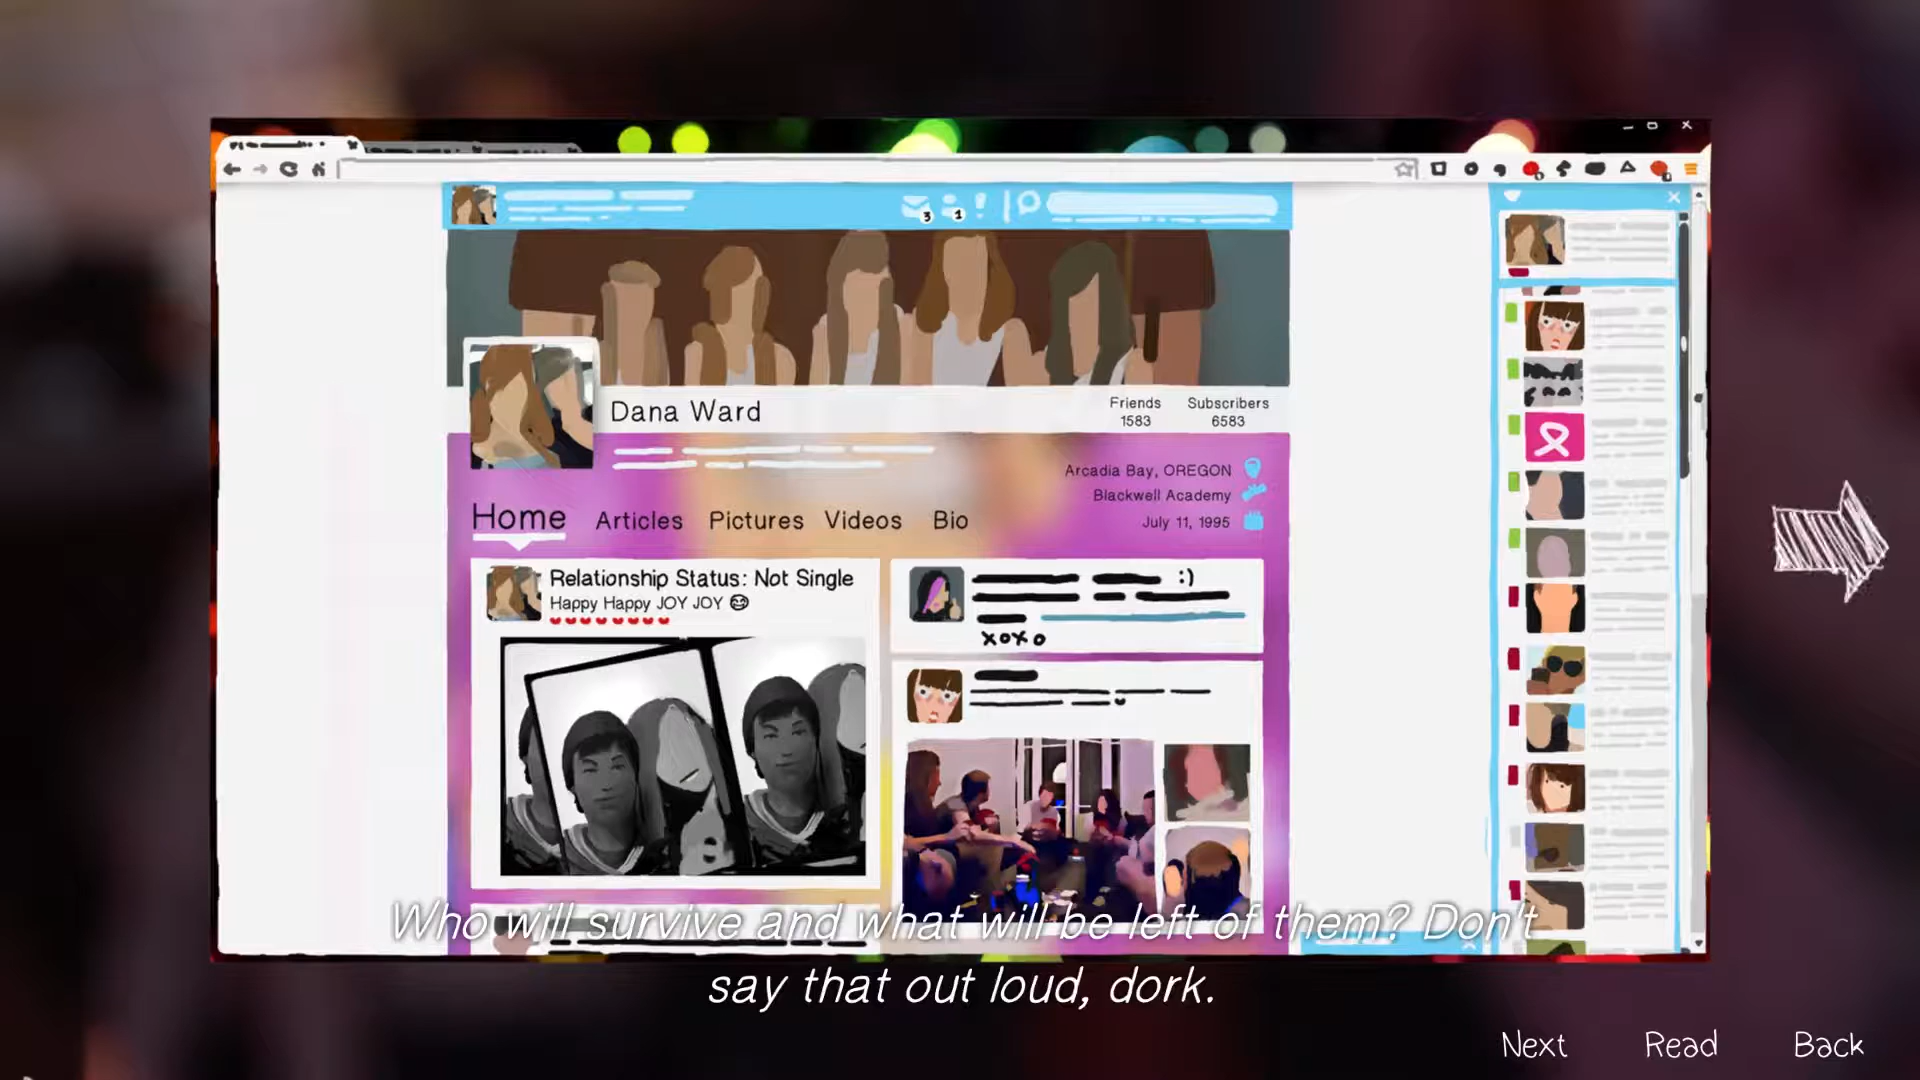 3
1
Dana Ward
Friends
1583
Subscribers
6583
Arcadia Bay, OREGON
Blackwell Academy
July 11, 1995
Home
Articles
Pictures
Videos
Bio
Relationship Status: Not Single
Happy Happy JOY JOY 😊
:)
xoxo
Who will survive and what will be left of them? Don't
say that out loud, dork.
Next
Read
Back